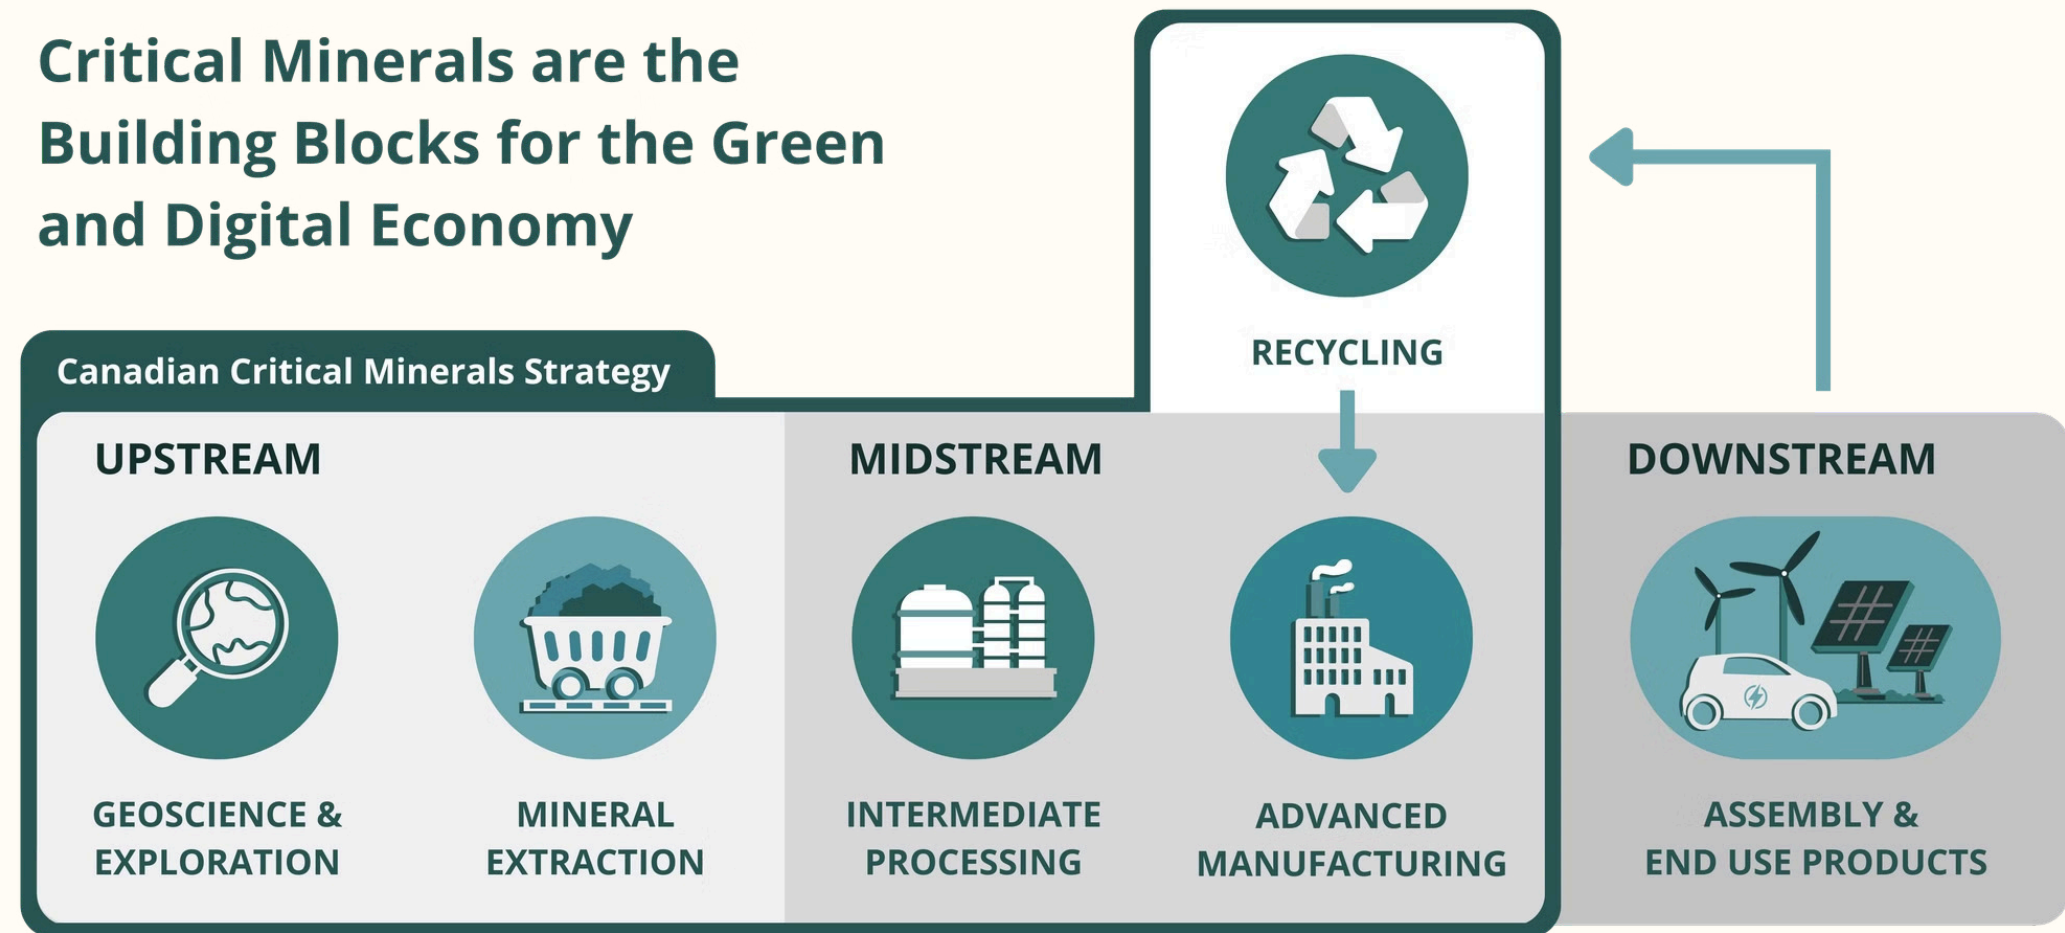 Critical Minerals are the
Building Blocks for the Green
and Digital Economy
RECYCLING
Canadian Critical Minerals Strategy
UPSTREAM
MIDSTREAM
DOWNSTREAM
GEOSCIENCE &
EXPLORATION
MINERAL
EXTRACTION
INTERMEDIATE
PROCESSING
ADVANCED
MANUFACTURING
ASSEMBLY &
END USE PRODUCTS